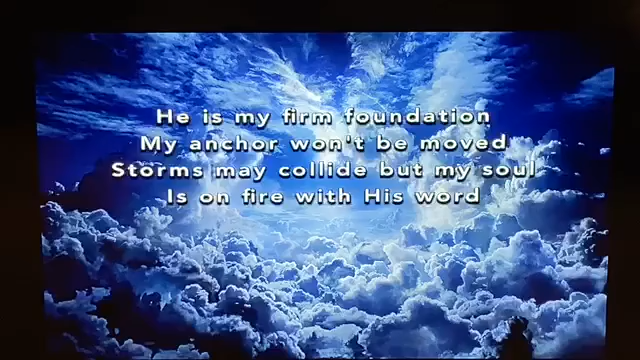 He is my firm foundation
My anchor won't be moved
Storms may collide but my soul
Is on fire with His word